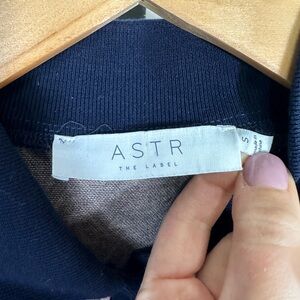 ASTR
THE LABEL
S